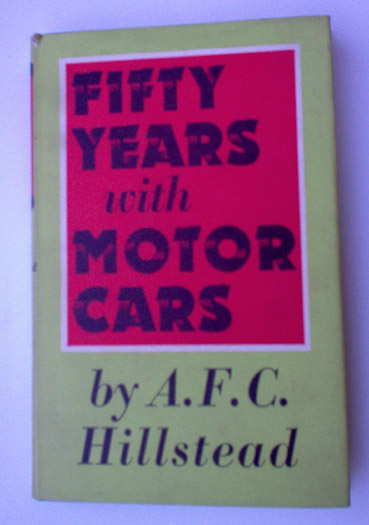 FIFTY
YEARS
with
MOTOR
CARS
by A.F.C.
Hillstead